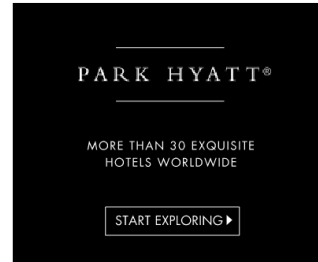 PARK HYATT®
MORE THAN 30 EXQUISITE
HOTELS WORLDWIDE
START EXPLORING